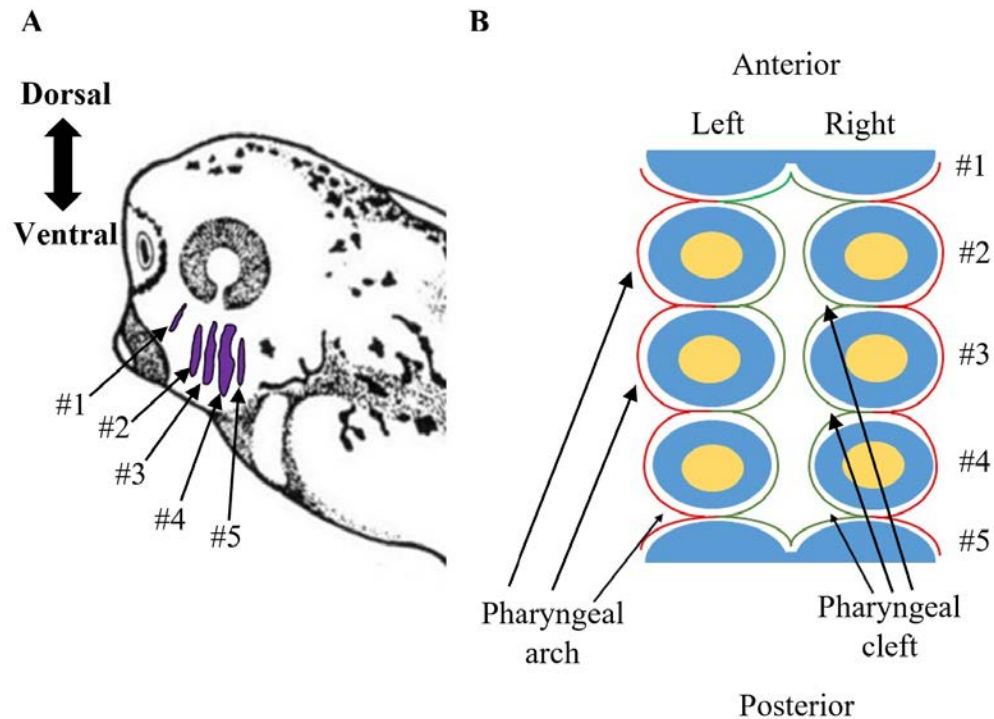 A
Dorsal
Ventral
#1
#2
#3
#4
#5
B
Anterior
Left Right
#1
#2
#3
#4
#5
Pharyngeal
arch
Pharyngeal
cleft
Posterior